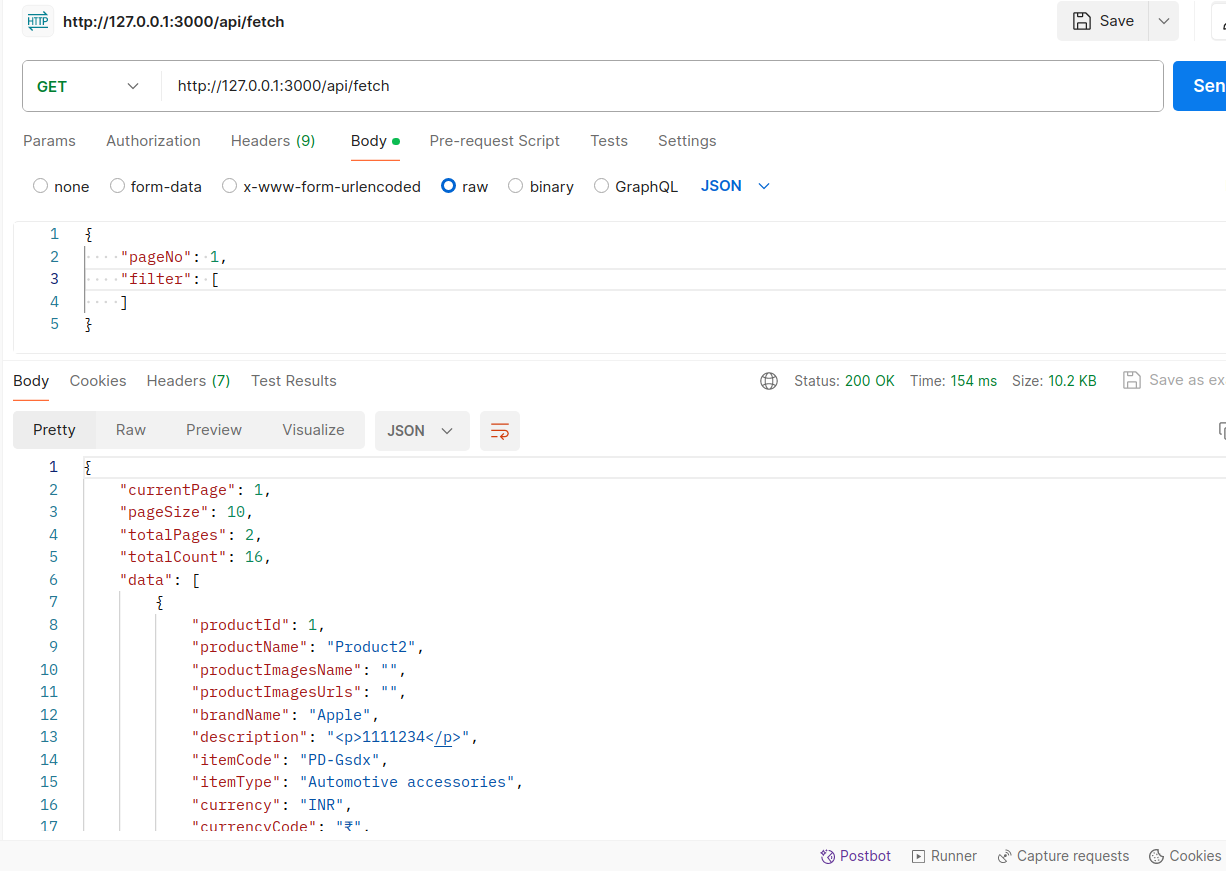 HTTP http://127.0.0.1:3000/api/fetch Save
GET http://127.0.0.1:3000/api/fetch Sen
Params Authorization Headers (9) Body Pre-request Script Tests Settings
none form-data x-www-form-urlencoded raw binary GraphQL JSON
1 {
2 "pageNo": 1,
3 "filter": [
4 ]
5 }
Body Cookies Headers (7) Test Results Status: 200 OK Time: 154 ms Size: 10.2 KB Save as ex
Pretty Raw Preview Visualize JSON
1 {
2 "currentPage": 1,
3 "pageSize": 10,
4 "totalPages": 2,
5 "totalCount": 16,
6 "data": [
7 {
8 "productId": 1,
9 "productName": "Product2",
10 "productImagesName": "",
11 "productImagesUrls": "",
12 "brandName": "Apple",
13 "description": "<p>1111234</p>",
14 "itemCode": "PD-Gsdx",
15 "itemType": "Automotive accessories",
16 "currency": "INR",
17 "currencyCode": "₹",
Postbot Runner Capture requests Cookies